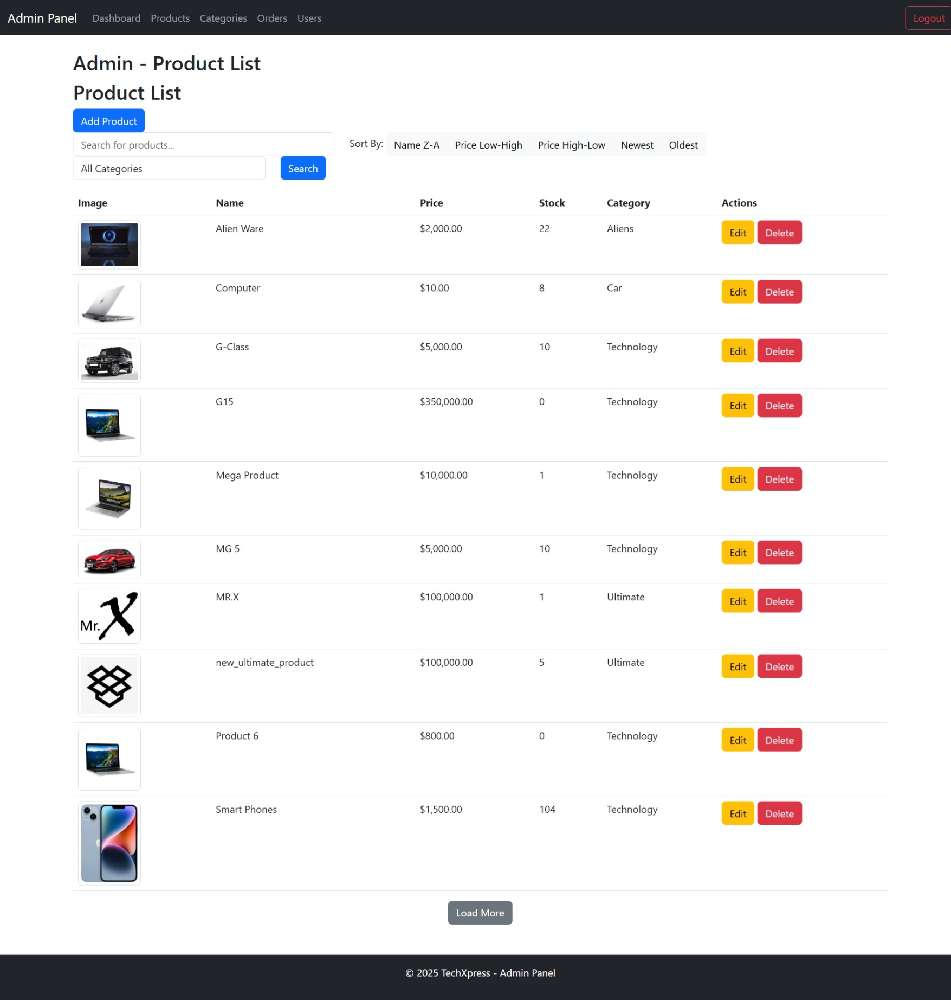 Admin Panel Dashboard Products Categories Orders Users Logout
Admin - Product List
Product List
Add Product
Search for products... Sort By: Name Z-A Price Low-High Price High-Low Newest Oldest
All Categories Search
Image Name Price Stock Category Actions
Alien Ware $2,000.00 22 Aliens Edit Delete
Computer $10.00 8 Car Edit Delete
G-Class $5,000.00 10 Technology Edit Delete
G15 $350,000.00 0 Technology Edit Delete
Mega Product $10,000.00 1 Technology Edit Delete
MG 5 $5,000.00 10 Technology Edit Delete
MR.X $100,000.00 1 Ultimate Edit Delete
Mr. X
new_ultimate_product $100,000.00 5 Ultimate Edit Delete
Product 6 $800.00 0 Technology Edit Delete
Smart Phones $1,500.00 104 Technology Edit Delete
Load More
© 2025 TechXpress - Admin Panel